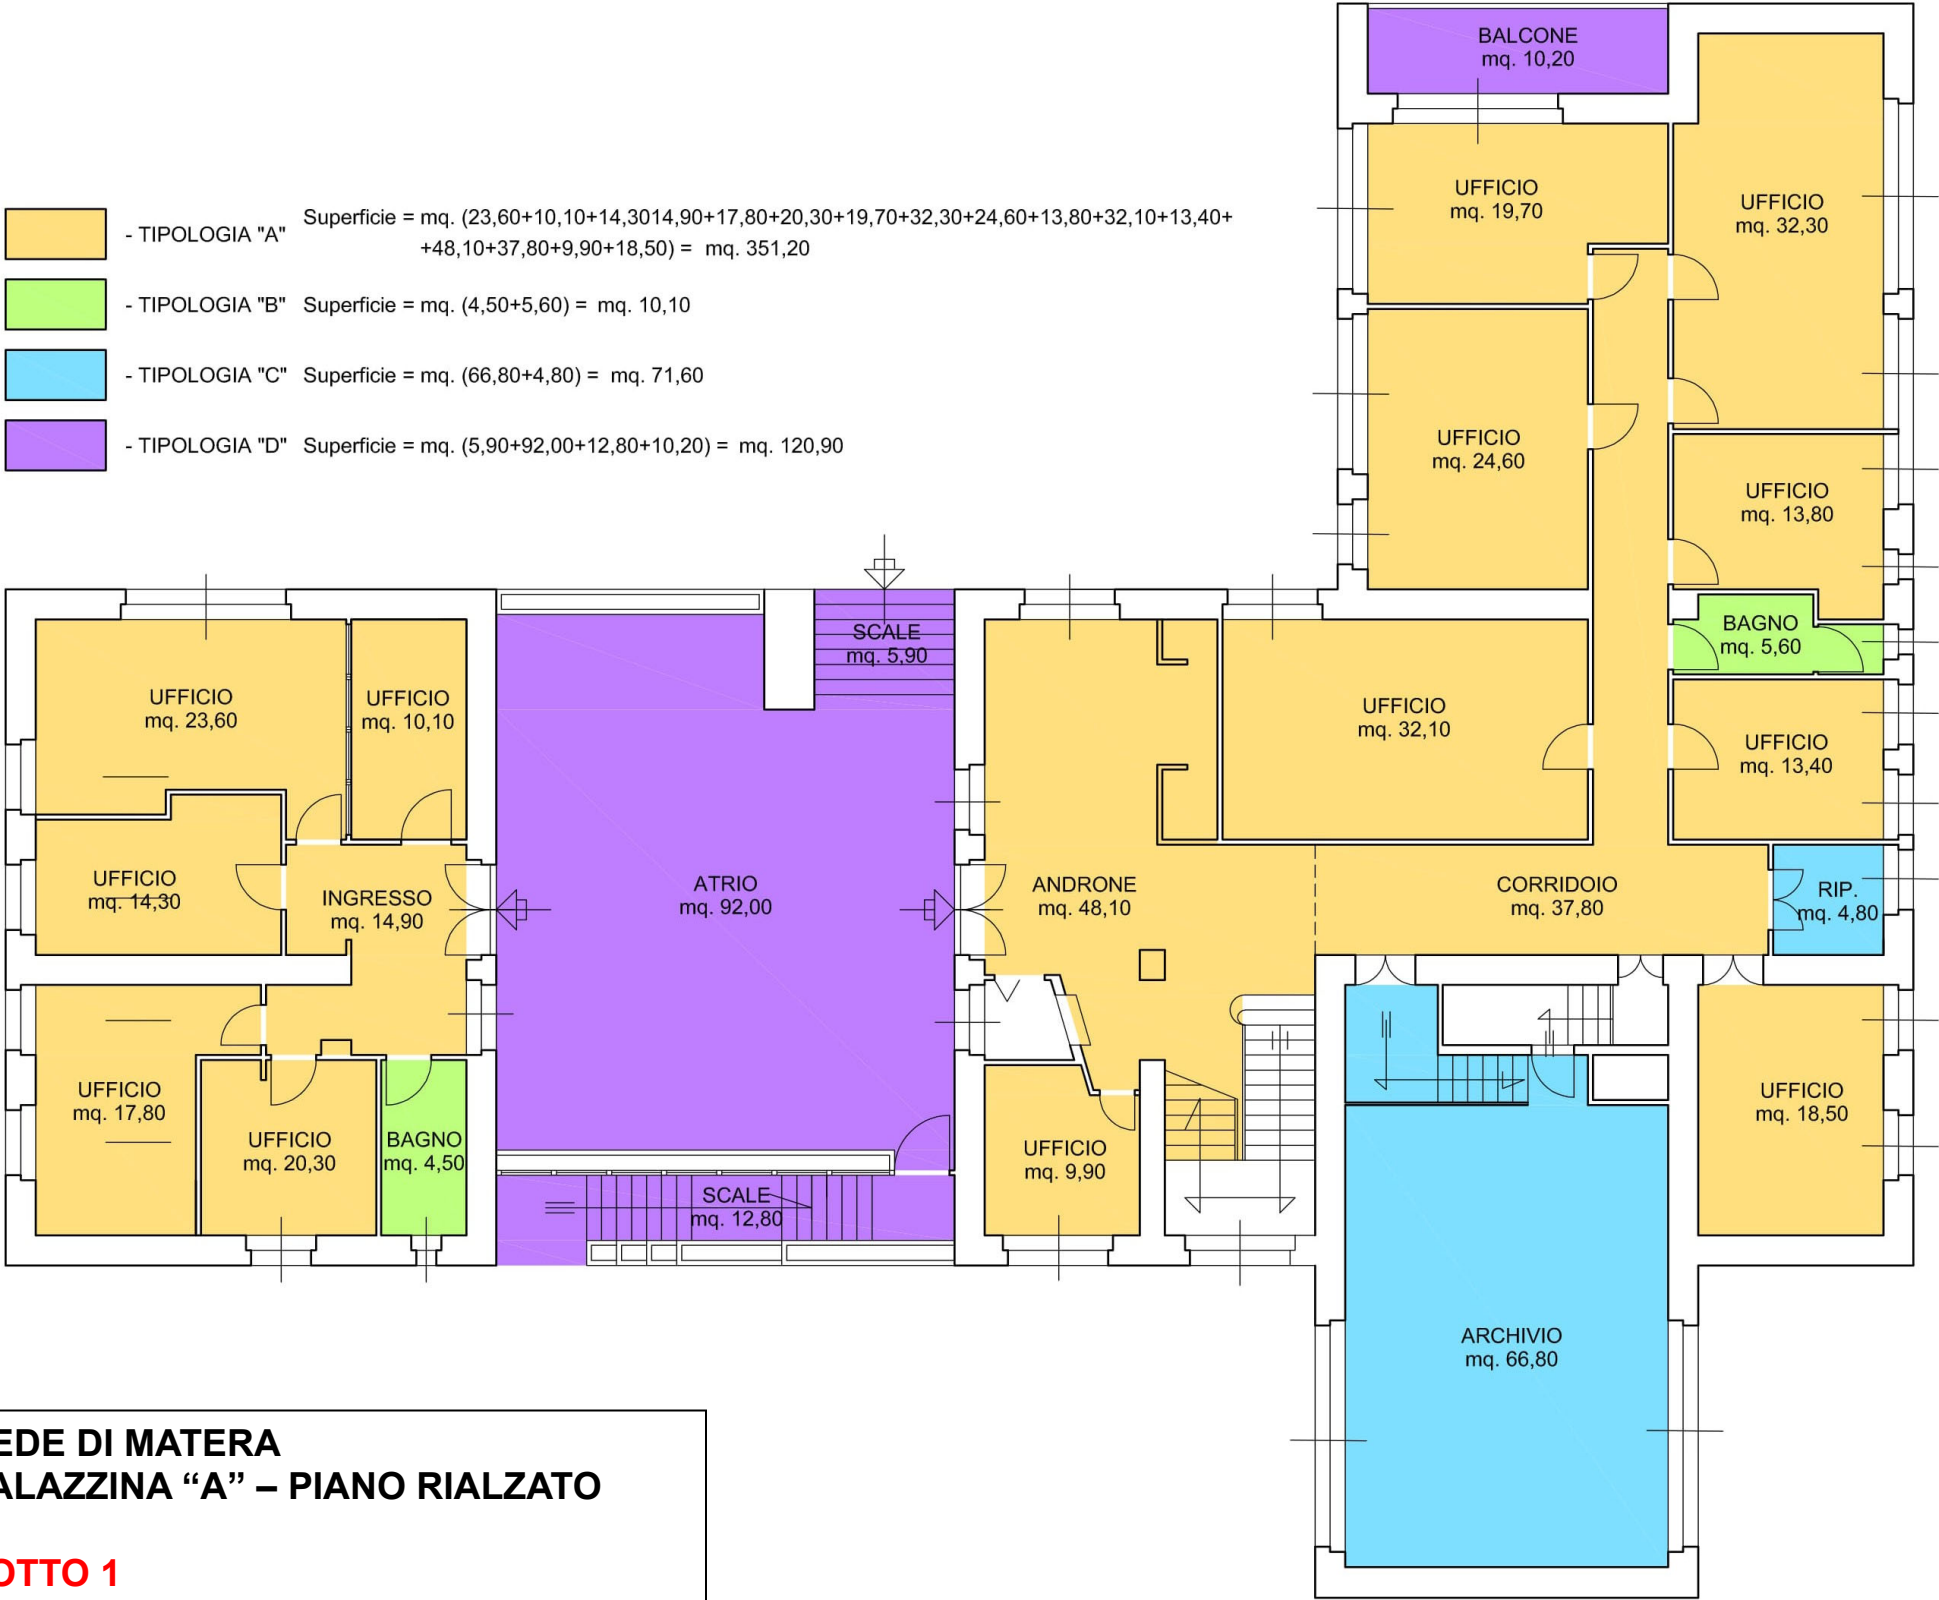 BALCONE
mq. 10,20
UFFICIO
mq. 19,70
UFFICIO
mq. 32,30
- TIPOLOGIA "A" Superficie = mq. (23,60+10,10+14,3014,90+17,80+20,30+19,70+32,30+24,60+13,80+32,10+13,40+
+48,10+37,80+9,90+18,50) = mq. 351,20
- TIPOLOGIA "B" Superficie = mq. (4,50+5,60) = mq. 10,10
- TIPOLOGIA "C" Superficie = mq. (66,80+4,80) = mq. 71,60
- TIPOLOGIA "D" Superficie = mq. (5,90+92,00+12,80+10,20) = mq. 120,90
UFFICIO
mq. 24,60
UFFICIO
mq. 13,80
SCALE
mq. 5,90
BAGNO
mq. 5,60
UFFICIO
mq. 23,60
UFFICIO
mq. 10,10
UFFICIO
mq. 32,10
UFFICIO
mq. 13,40
UFFICIO
mq. 14,30
INGRESSO
mq. 14,90
ATRIO
mq. 92,00
ANDRONE
mq. 48,10
CORRIDOIO
mq. 37,80
RIP.
mq. 4,80
UFFICIO
mq. 17,80
UFFICIO
mq. 20,30
BAGNO
mq. 4,50
UFFICIO
mq. 9,90
UFFICIO
mq. 18,50
SCALE
mq. 12,80
ARCHIVIO
mq. 66,80
EDE DI MATERA
ALAZZINA “A” – PIANO RIALZATO
OTTO 1